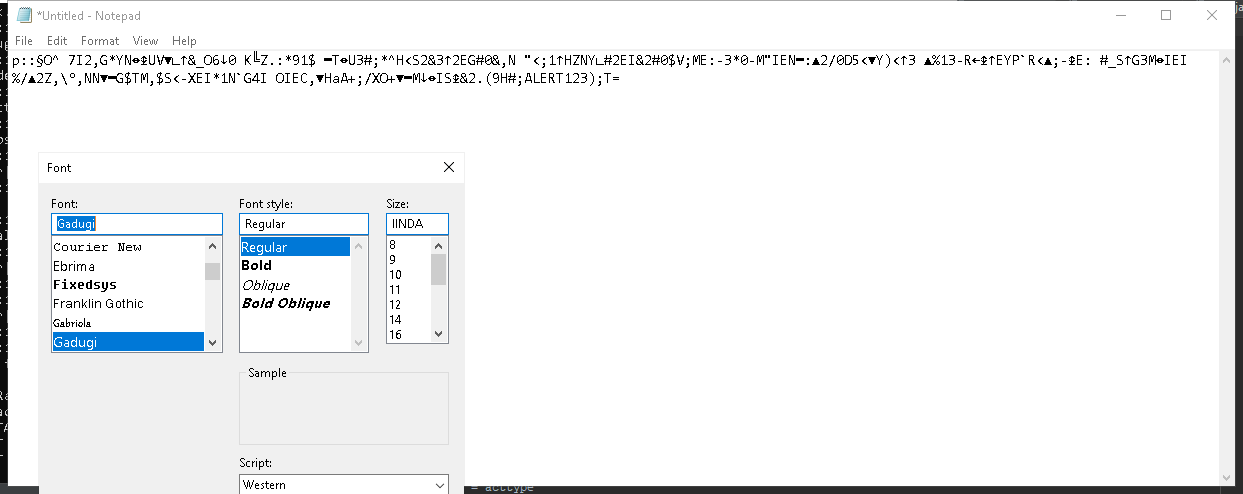 *Untitled - Notepad
File Edit Format View Help
p::§O^ 7I2,G*YN⬌⯭UV▼∟↑&_O6↓0 K╚Z.:*91$ ━T⬌U3#;*^H<S2&3↑2EG#0&,N "<;1↑HZNY∟#2EI&2#0$V;ME:-3*0-M"IEN━:▲2/0D5<▼Y)<↑3 ▲%13-R←⯭↑EYP`R<▲;-⯭E: #_S↑G3M⬌IEI
%/▲2Z,\º,NN▼━G$TM,$S<-XEI*1N`G4I OIEC,▼HaA+;/XO+▼━M↓⬌IS⯭&2.(9H#;ALERT123);T=
Font
Font: Font style: Size:
Gadugi Regular IINDA
Courier New Regular 8
Ebrima Bold 9
Fixedsys Oblique 10
Franklin Gothic Bold Oblique 11
Gabriola 12
Gadugi 14
16
Sample
Script:
Western
= acctype